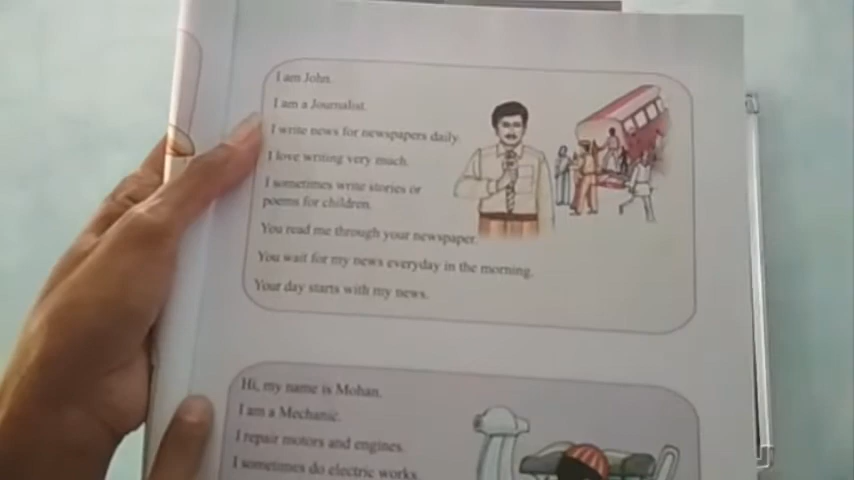 I am John.
I am a Journalist.
I write news for newspapers daily.
I love writing very much.
I sometimes write stories or
poems for children.
You read me through your newspaper.
You wait for my news everyday in the morning.
Your day starts with my news.
Hi, my name is Mohan.
I am a Mechanic.
I repair motors and engines.
I sometimes do electric works